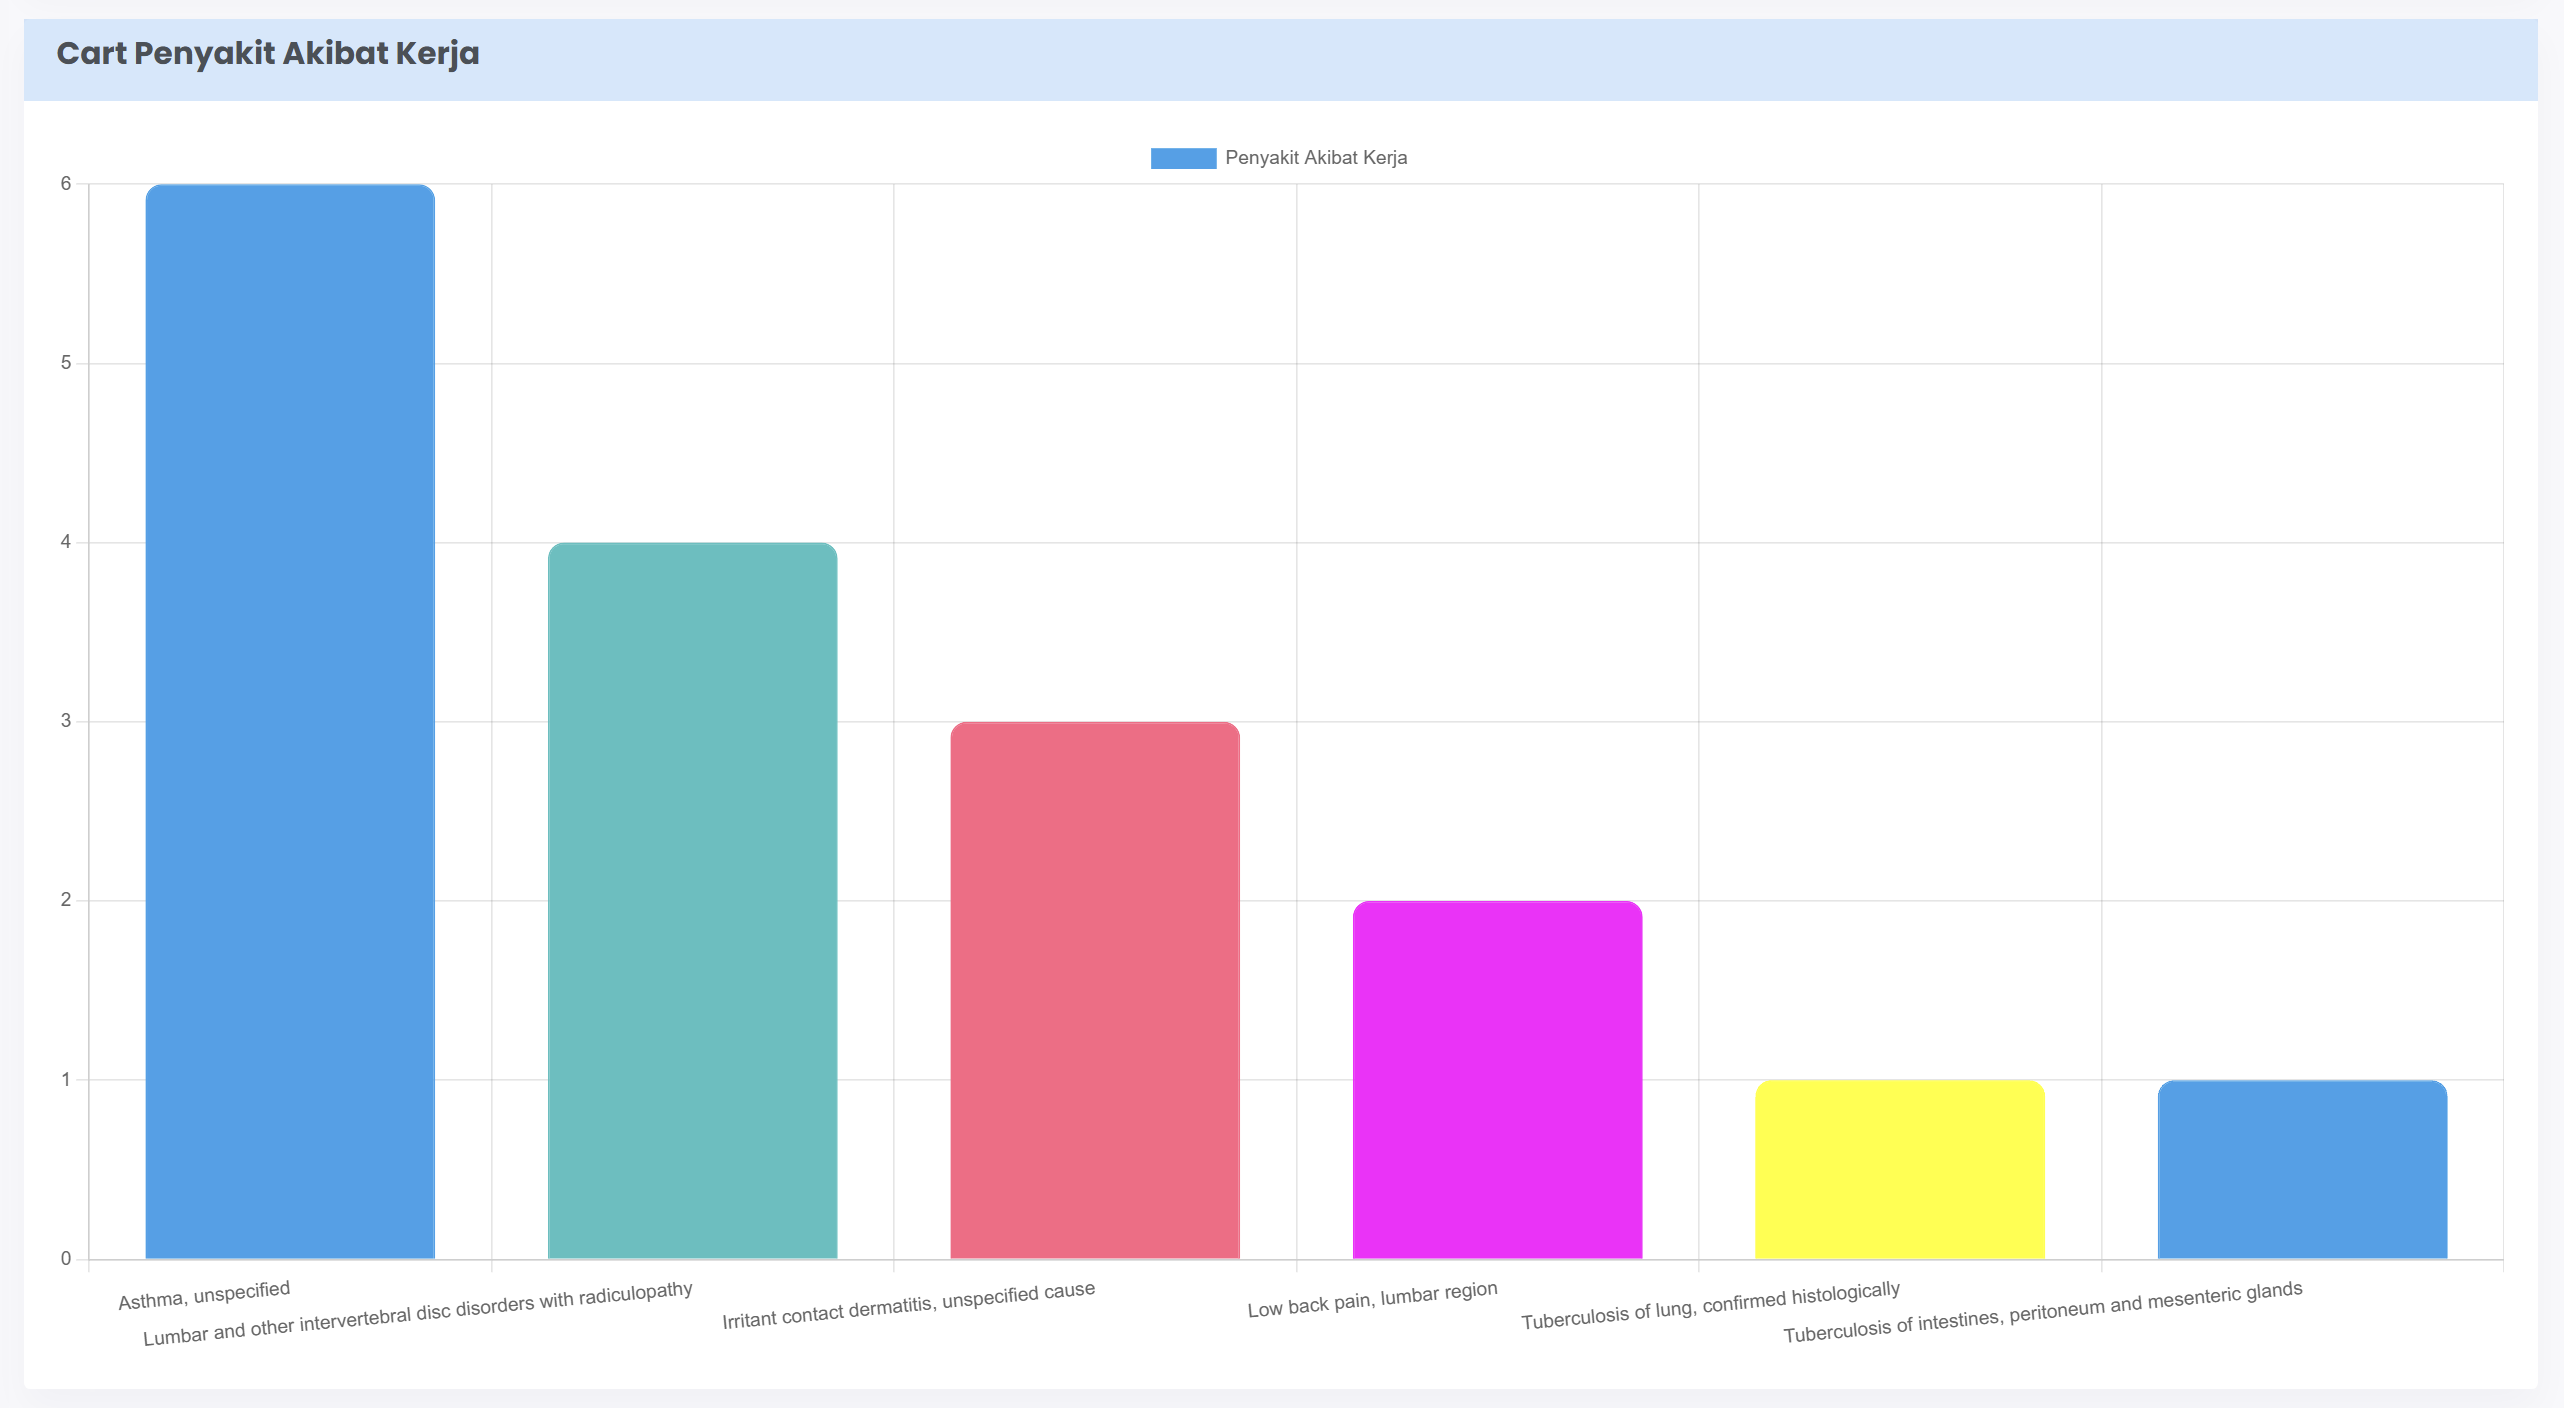 Cart Penyakit Akibat Kerja
Penyakit Akibat Kerja
6
5
4
3
2
1
0
Asthma, unspecified
Lumbar and other intervertebral disc disorders with radiculopathy
Irritant contact dermatitis, unspecified cause
Low back pain, lumbar region
Tuberculosis of lung, confirmed histologically
Tuberculosis of intestines, peritoneum and mesenteric glands